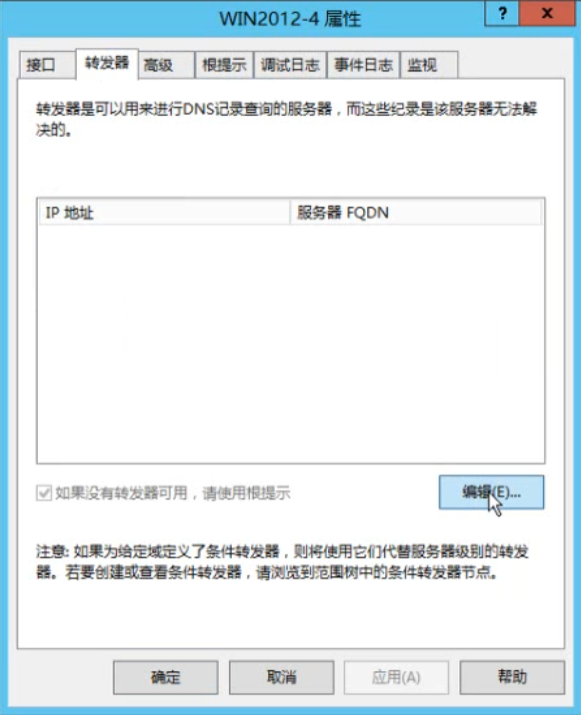 WIN2012-4 属性
?
x
接口
转发器
高级
根提示
调试日志
事件日志
监视
转发器是可以用来进行DNS记录查询的服务器，而这些纪录是该服务器无法解
决的。
IP 地址
服务器 FQDN
如果没有转发器可用，请使用根提示
编辑(E)...
注意: 如果为给定域定义了条件转发器，则将使用它们代替服务器级别的转发
器。若要创建或查看条件转发器，请浏览到范围树中的条件转发器节点。
确定
取消
应用(A)
帮助